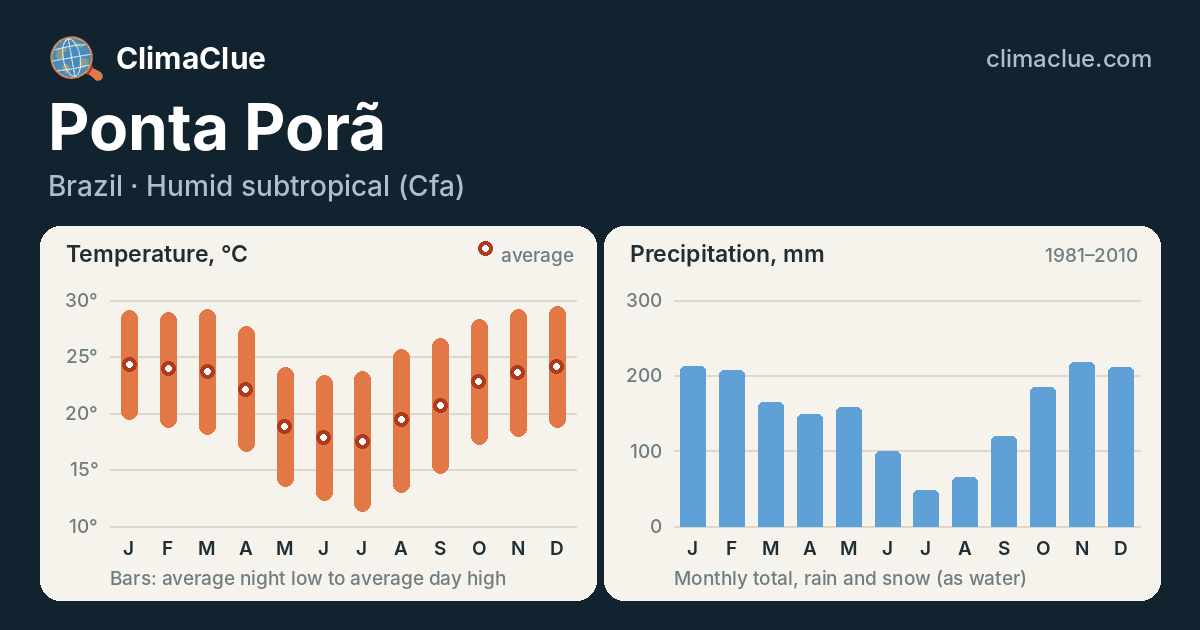 ClimaClue
climaclue.com
Ponta Porã
Brazil · Humid subtropical (Cfa)
Temperature, °C
average
30°
25°
20°
15°
10°
J F M A M J J A S O N D
Bars: average night low to average day high
Precipitation, mm
1981–2010
300
200
100
0
J F M A M J J A S O N D
Monthly total, rain and snow (as water)